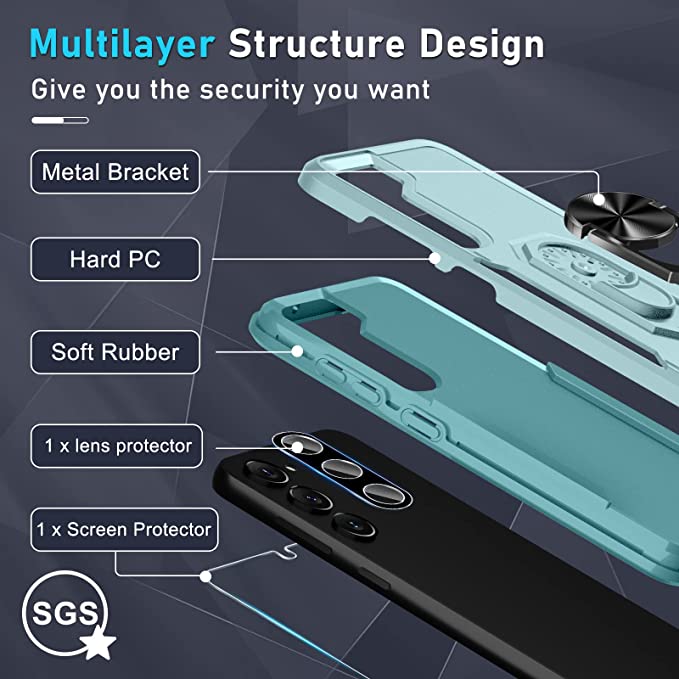 Multilayer Structure Design
Give you the security you want
Metal Bracket
Hard PC
Soft Rubber
1 x lens protector
1 x Screen Protector
SGS